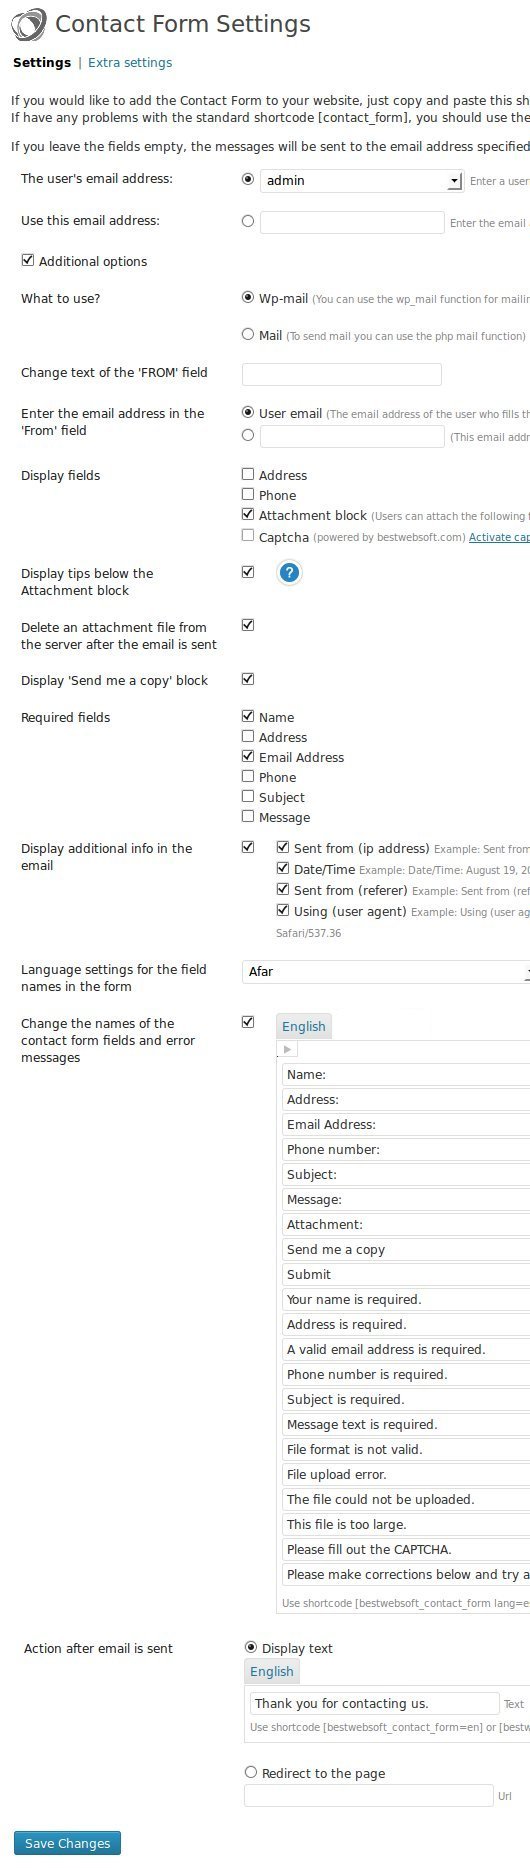 Contact Form Settings
Settings | Extra settings
If you would like to add the Contact Form to your website, just copy and paste this sh
If have any problems with the standard shortcode [contact_form], you should use the
If you leave the fields empty, the messages will be sent to the email address specified
The user's email address: admin Enter a user
Use this email address: Enter the email
Additional options
What to use? Wp-mail (You can use the wp_mail function for mailin
Mail (To send mail you can use the php mail function)
Change text of the 'FROM' field
Enter the email address in the 'From' field
User email (The email address of the user who fills th
(This email addr
Display fields
Address
Phone
Attachment block (Users can attach the following f
Captcha (powered by bestwebsoft.com) Activate cap
Display tips below the Attachment block
?
Delete an attachment file from the server after the email is sent
Display 'Send me a copy' block
Required fields
Name
Address
Email Address
Phone
Subject
Message
Display additional info in the email
Sent from (ip address) Example: Sent from
Date/Time Example: Date/Time: August 19, 20
Sent from (referer) Example: Sent from (ref
Using (user agent) Example: Using (user ag
Safari/537.36
Language settings for the field names in the form
Afar
Change the names of the contact form fields and error messages
English
Name:
Address:
Email Address:
Phone number:
Subject:
Message:
Attachment:
Send me a copy
Submit
Your name is required.
Address is required.
A valid email address is required.
Phone number is required.
Subject is required.
Message text is required.
File format is not valid.
File upload error.
The file could not be uploaded.
This file is too large.
Please fill out the CAPTCHA.
Please make corrections below and try a
Use shortcode [bestwebsoft_contact_form lang=e
Action after email is sent
Display text
English
Thank you for contacting us. Text
Use shortcode [bestwebsoft_contact_form=en] or [bestw
Redirect to the page
Url
Save Changes